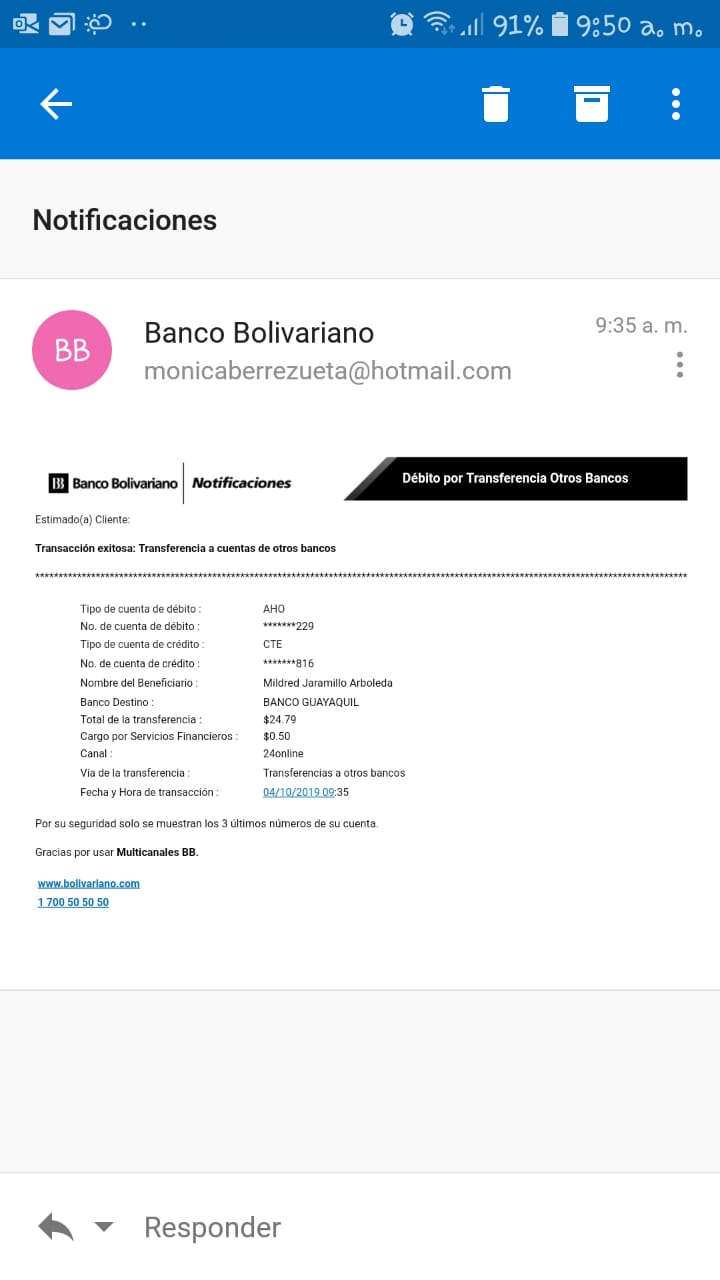 91% 9:50 a. m.
Notificaciones
BB
Banco Bolivariano
9:35 a. m.
monicaberrezueta@hotmail.com
B Banco Bolivariano Notificaciones
Débito por Transferencia Otros Bancos
Estimado(a) Cliente:
Transacción exitosa: Transferencia a cuentas de otros bancos
************************************************************************************************************************************************
Tipo de cuenta de débito : AHO
No. de cuenta de débito : *******229
Tipo de cuenta de crédito : CTE
No. de cuenta de crédito : *******816
Nombre del Beneficiario : Mildred Jaramillo Arboleda
Banco Destino : BANCO GUAYAQUIL
Total de la transferencia : $24.79
Cargo por Servicios Financieros : $0.50
Canal : 24online
Vía de la transferencia : Transferencias a otros bancos
Fecha y Hora de transacción : 04/10/2019 09:35
Por su seguridad solo se muestran los 3 últimos números de su cuenta.
Gracias por usar Multicanales BB.
www.bolivariano.com
1 700 50 50 50
Responder